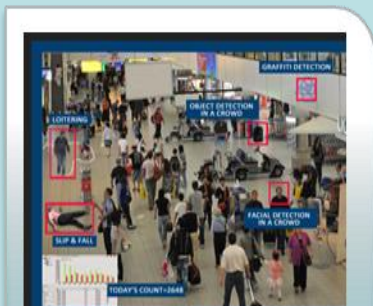 GRAFFITI DETECTION
OBJECT DETECTION
IN A CROWD
LOITERING
FACIAL DETECTION
IN A CROWD
SLIP & FALL
TODAY'S COUNT=2648